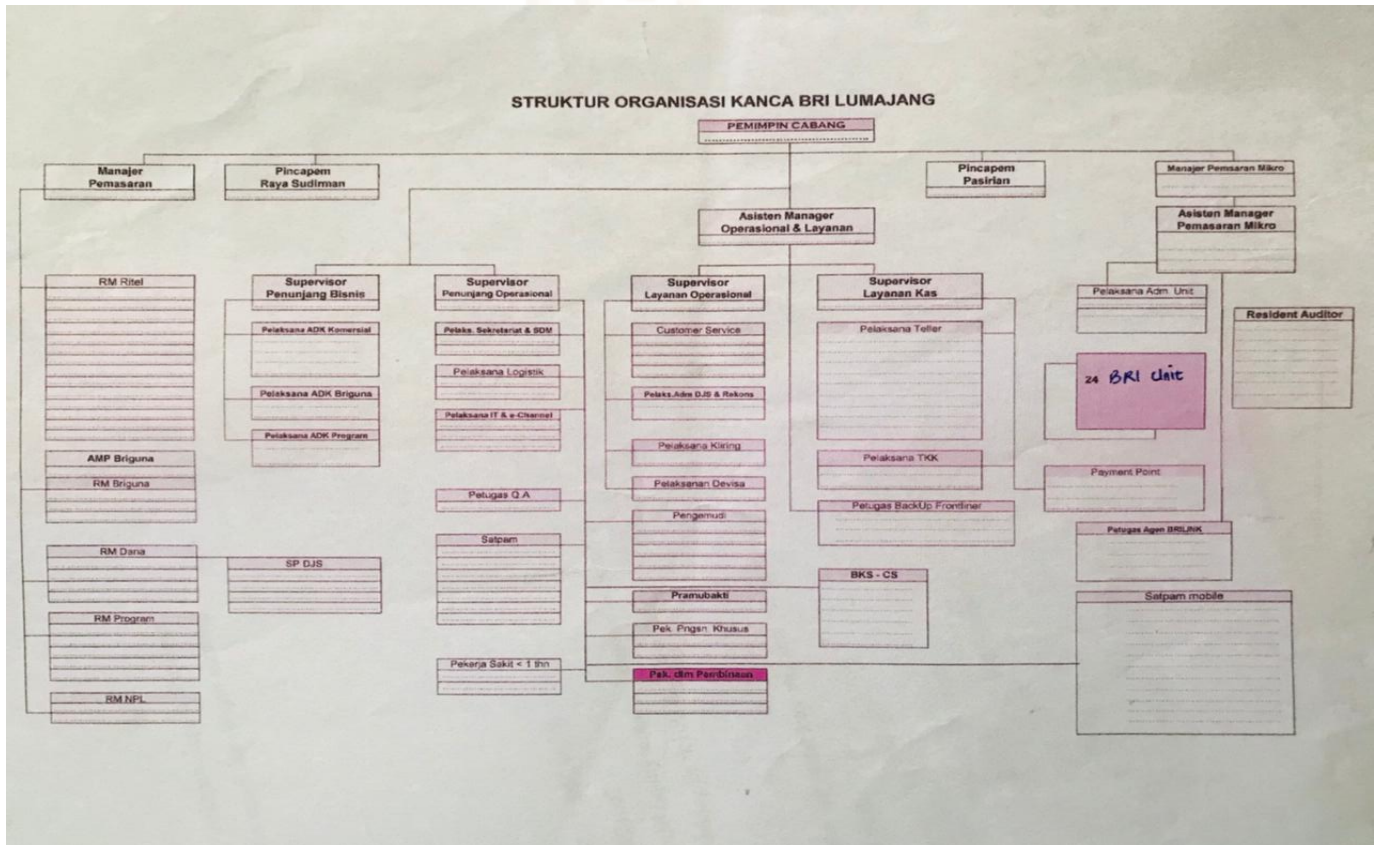 STRUKTUR ORGANISASI KANCA BRI LUMAJANG
PEMIMPIN CABANG
Manajer
Pemasaran
Pincapem
Raya Sudirman
Pincapem
Pasirian
Manajer Pemsaran Mikro
Asisten Manager
Operasional & Layanan
Asisten Manager
Pemasaran Mikro
RM Ritel
Supervisor
Penunjang Bisnis
Supervisor
Penunjang Operasional
Supervisor
Layanan Operasional
Supervisor
Layanan Kas
Pelaksana Adm. Unit
Resident Auditor
Pelaksana ADK Komersial
Pelaks. Sekretariat & SDM
Customer Service
Pelaksana Teller
Pelaksana Logistik
24 BRI Unit
Pelaksana ADK Briguna
Pelaks.Adm DJS & Rekons
Pelaksana IT & e-Channel
Pelaksana ADK Program
Pelaksana Kliring
AMP Briguna
Pelaksana TKK
Payment Point
RM Briguna
Pelaksanan Devisa
Petugas Q.A
Petugas BackUp Frontliner
Pengemudi
Petugas Agen BRILINK
Satpam
RM Dana
SP DJS
BKS - CS
Pramubakti
Satpam mobile
RM Program
Pek. Pngsn. Khusus
Pekerja Sakit < 1 thn
Pek. dlm Pembinaan
RM NPL